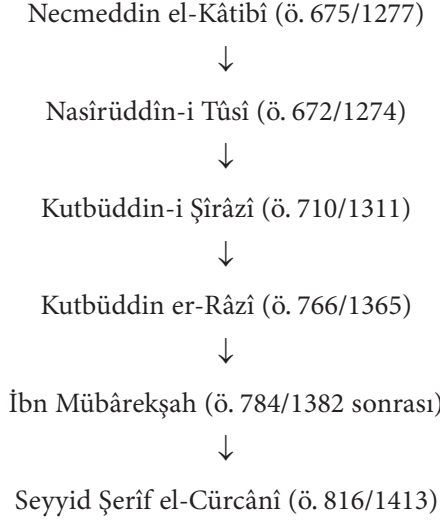 Necmeddin el-Kâtibî (ö. 675/1277)
↓
Nasîrüddîn-i Tûsî (ö. 672/1274)
↓
Kutbüddin-i Şîrâzî (ö. 710/1311)
↓
Kutbüddin er-Râzî (ö. 766/1365)
↓
İbn Mübârekşah (ö. 784/1382 sonrası)
↓
Seyyid Şerîf el-Cürcânî (ö. 816/1413)